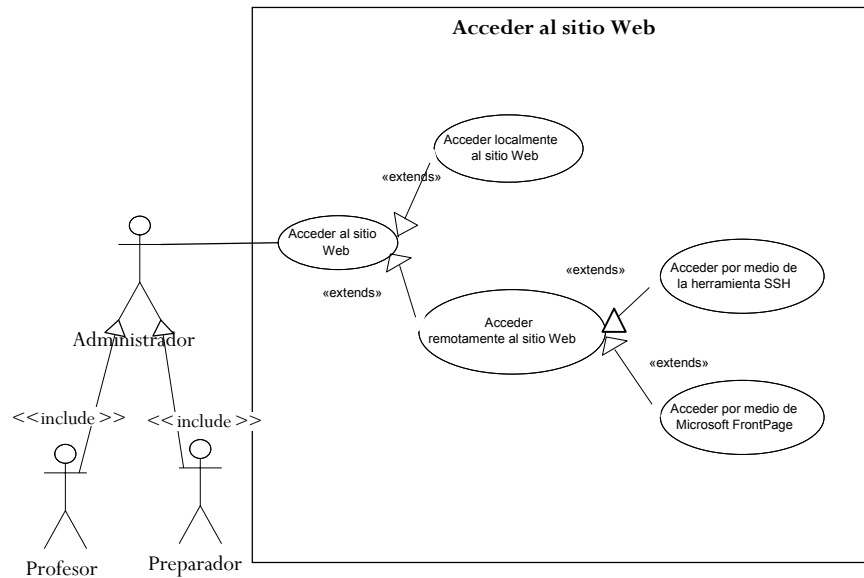 Acceder al sitio Web
Acceder localmente
al sitio Web
«extends»
Acceder al sitio
Web
«extends»
«extends»
Acceder por medio de
la herramienta SSH
Acceder
remotamente al sitio Web
«extends»
Acceder por medio de
Microsoft FrontPage
Administrador
<<include >>
<<include >>
Profesor
Preparador